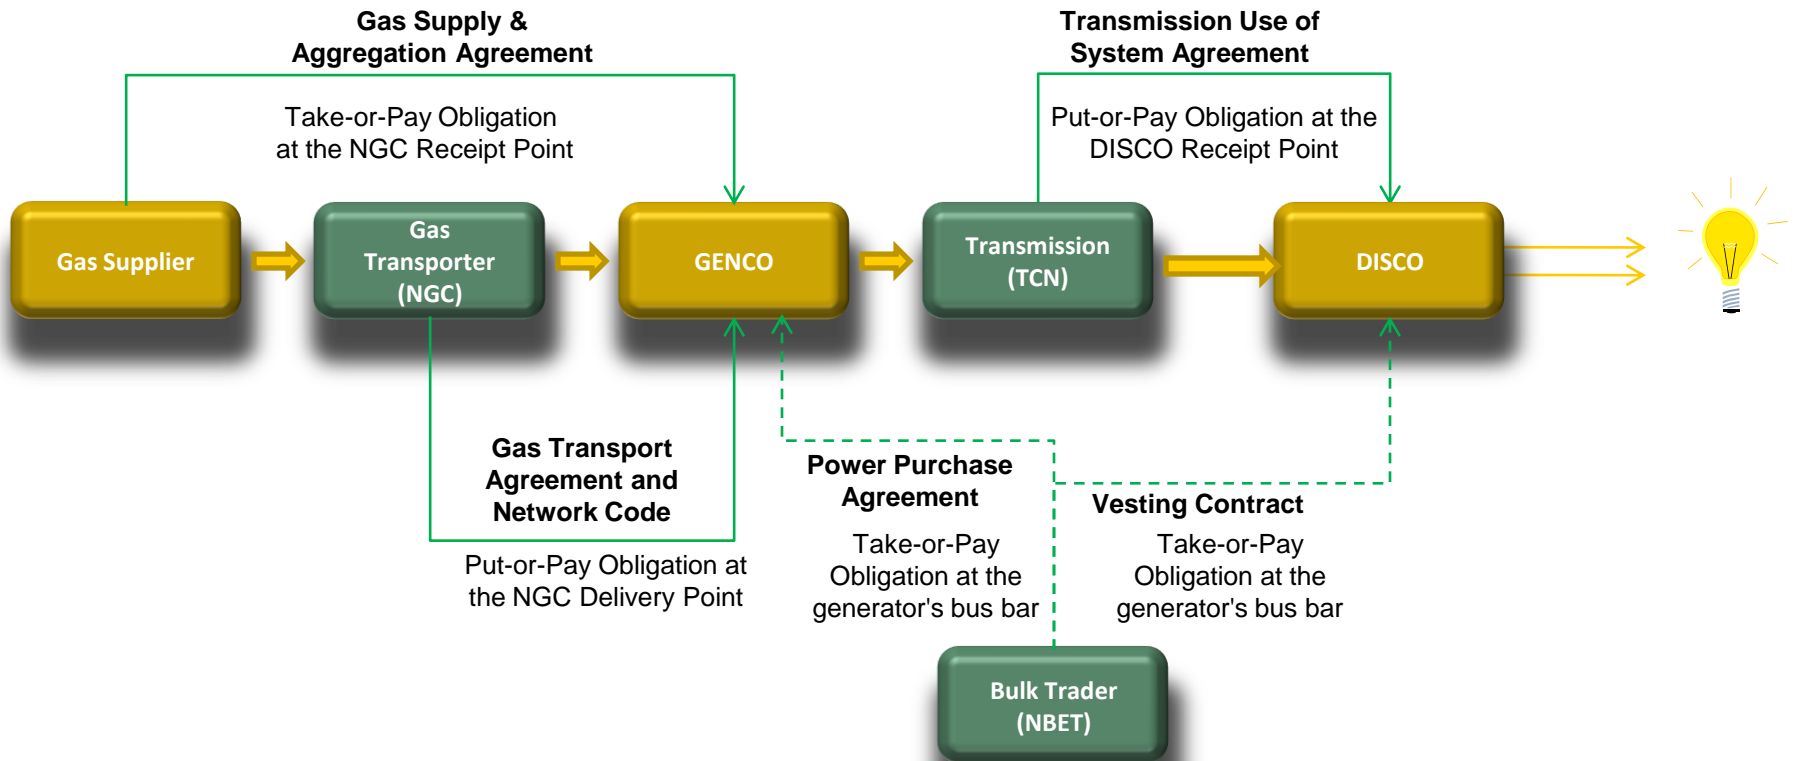 Gas Supply &
Aggregation Agreement
Transmission Use of
System Agreement
Take-or-Pay Obligation
at the NGC Receipt Point
Put-or-Pay Obligation at the
DISCO Receipt Point
Gas Supplier
Gas
Transporter
(NGC)
GENCO
Transmission
(TCN)
DISCO
Gas Transport
Agreement and
Network Code
Put-or-Pay Obligation at
the NGC Delivery Point
Power Purchase
Agreement
Take-or-Pay
Obligation at the
generator's bus bar
Vesting Contract
Take-or-Pay
Obligation at the
generator's bus bar
Bulk Trader
(NBET)